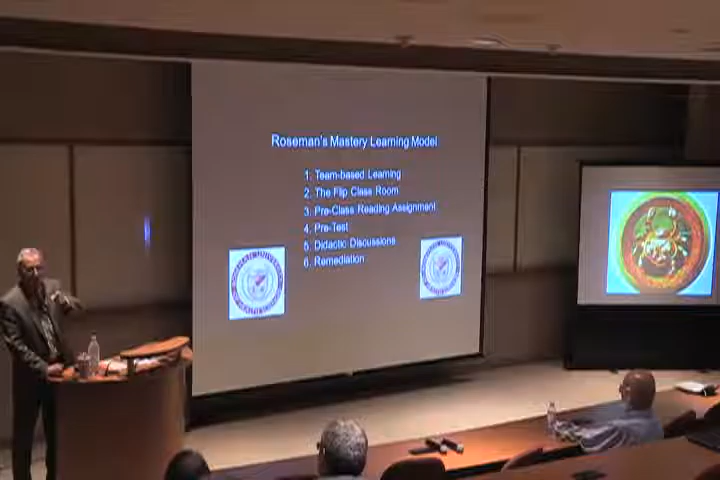 Roseman's Mastery Learning Model
1. Team-based Learning
2. The Flip Class Room
3. Pre-Class Reading Assignment
4. Pre-Test
5. Didactic Discussions
6. Remediation